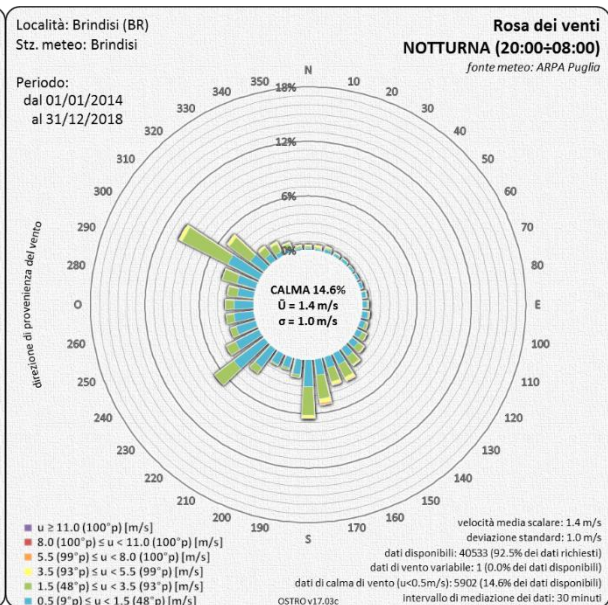 Località: Brindisi (BR)
Stz. meteo: Brindisi
Periodo:
dal 01/01/2014
al 31/12/2018
Rosa dei venti
NOTTURNA (20:00÷08:00)
fonte meteo: ARPA Puglia
N
10
20
30
40
50
60
70
80
E
100
110
120
130
140
150
160
170
S
190
200
210
220
230
240
250
260
O
280
290
300
310
320
330
340
350
18%
12%
6%
0%
CALMA 14.6%
Ū = 1.4 m/s
σ = 1.0 m/s
direzione di provenienza del vento
u ≥ 11.0 (100°p) [m/s]
8.0 (100°p) ≤ u < 11.0 (100°p) [m/s]
5.5 (99°p) ≤ u < 8.0 (100°p) [m/s]
3.5 (93°p) ≤ u < 5.5 (99°p) [m/s]
1.5 (48°p) ≤ u < 3.5 (93°p) [m/s]
0.5 (9°p) ≤ u < 1.5 (48°p) [m/s]
OSTRO v17.03c
velocità media scalare: 1.4 m/s
deviazione standard: 1.0 m/s
dati disponibili: 40533 (92.5% dei dati richiesti)
dati di vento variabile: 1 (0.0% dei dati disponibili)
dati di calma di vento (u<0.5m/s): 5902 (14.6% dei dati disponibili)
intervallo di mediazione dei dati: 30 minuti